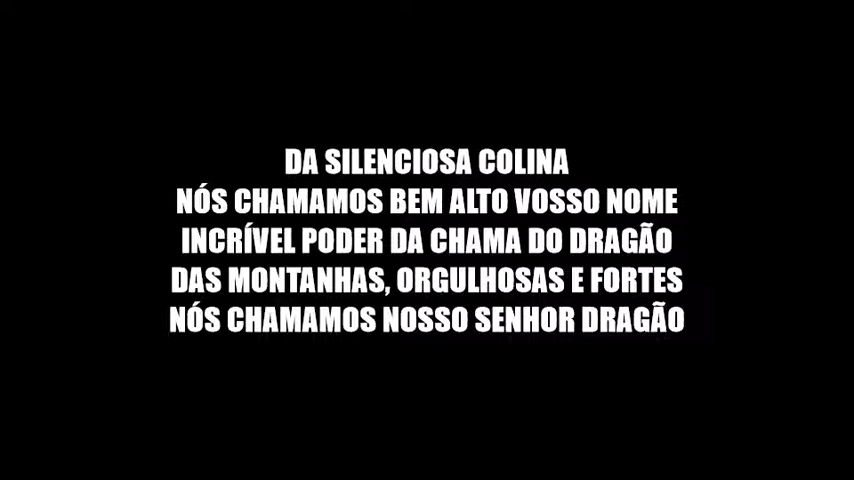 DA SILENCIOSA COLINA
NÓS CHAMAMOS BEM ALTO VOSSO NOME
INCRÍVEL PODER DA CHAMA DO DRAGÃO
DAS MONTANHAS, ORGULHOSAS E FORTES
NÓS CHAMAMOS NOSSO SENHOR DRAGÃO